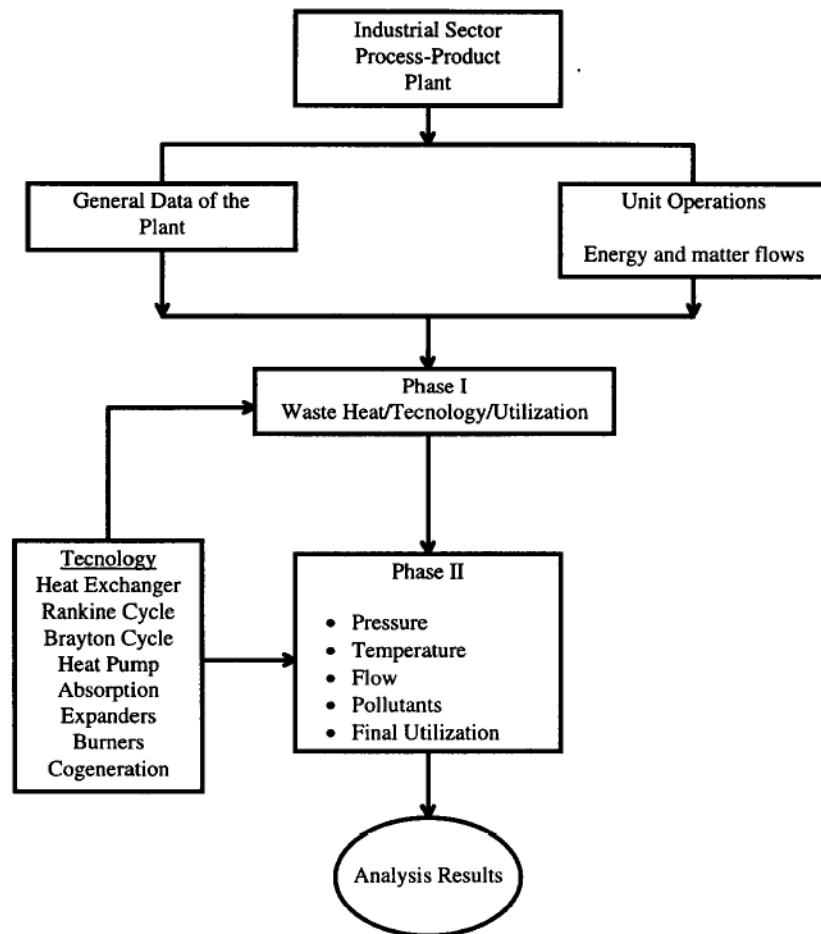 Industrial Sector
Process-Product
Plant
General Data of the
Plant
Unit Operations
Energy and matter flows
Phase I
Waste Heat/Tecnology/Utilization
Tecnology
Heat Exchanger
Rankine Cycle
Brayton Cycle
Heat Pump
Absorption
Expanders
Burners
Cogeneration
Phase II
• Pressure
• Temperature
• Flow
• Pollutants
• Final Utilization
Analysis Results